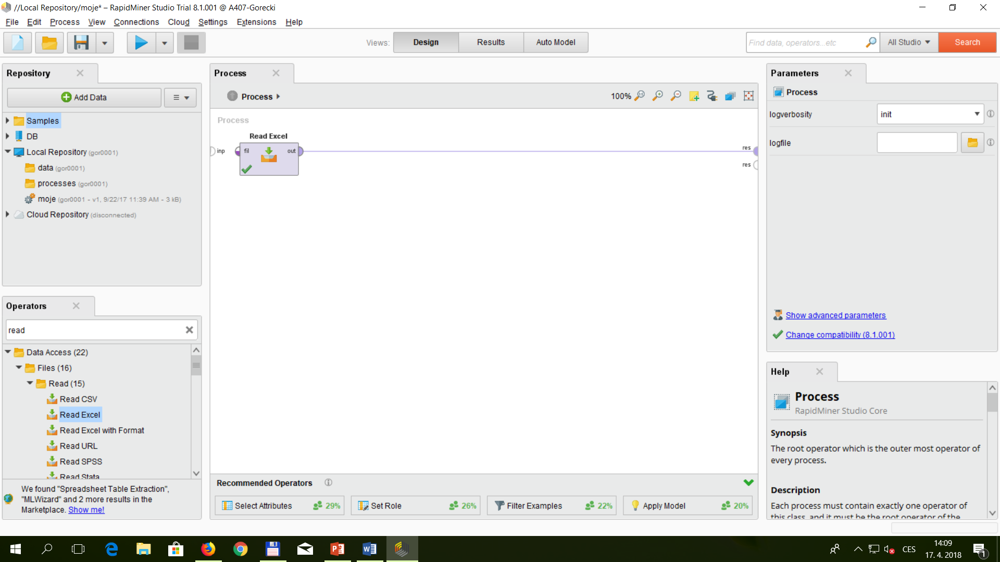 //Local Repository/moje* – RapidMiner Studio Trial 8.1.001 @ A407-Gorecki
File Edit Process View Connections Cloud Settings Extensions Help
Views: Design Results Auto Model
Find data, operators...etc All Studio Search
Repository
Add Data
Samples
DB
Local Repository (gor0001)
data (gor0001)
processes (gor0001)
moje (gor0001 - v1, 9/22/17 11:39 AM - 3 kB)
Cloud Repository (disconnected)
Operators
read
Data Access (22)
Files (16)
Read (15)
Read CSV
Read Excel
Read Excel with Format
Read URL
Read SPSS
Read Stata
We found "Spreadsheet Table Extraction",
"MLWizard" and 2 more results in the
Marketplace. Show me!
Process
Process
100%
Process
Read Excel
inp fil out res
res
Recommended Operators
Select Attributes 29% Set Role 26% Filter Examples 22% Apply Model 20%
Parameters
Process
logverbosity init
logfile
Show advanced parameters
Change compatibility (8.1.001)
Help
Process
RapidMiner Studio Core
Synopsis
The root operator which is the outer most operator of
every process.
Description
Each process must contain exactly one operator of
this class, and it must be the root operator of the
CES
14:09
17. 4. 2018
1